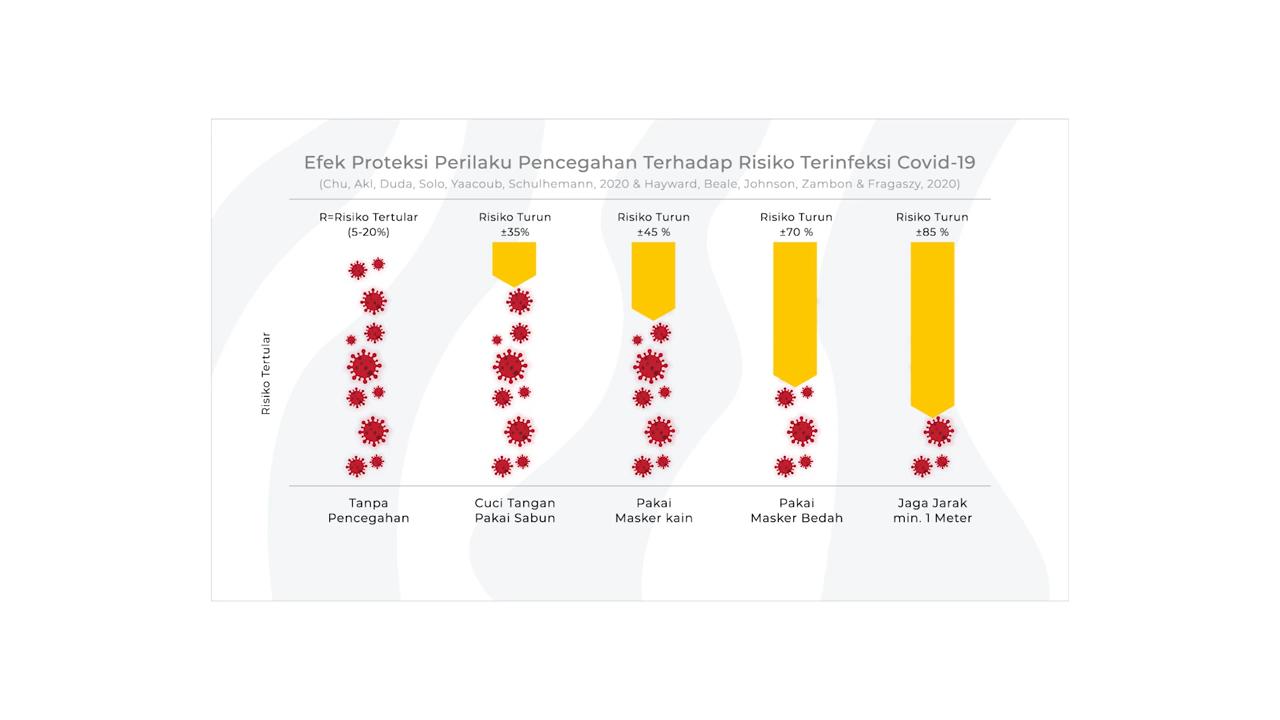 Efek Proteksi Perilaku Pencegahan Terhadap Risiko Terinfeksi Covid-19
(Chu, Akl, Duda, Solo, Yaacoub, Schulhemann, 2020 & Hayward, Beale, Johnson, Zambon & Fragaszy, 2020)
R=Risiko Tertular
(5-20%)
Risiko Turun
±35%
Risiko Turun
±45 %
Risiko Turun
±70 %
Risiko Turun
±85 %
Risiko Tertular
Tanpa
Pencegahan
Cuci Tangan
Pakai Sabun
Pakai
Masker kain
Pakai
Masker Bedah
Jaga Jarak
min. 1 Meter